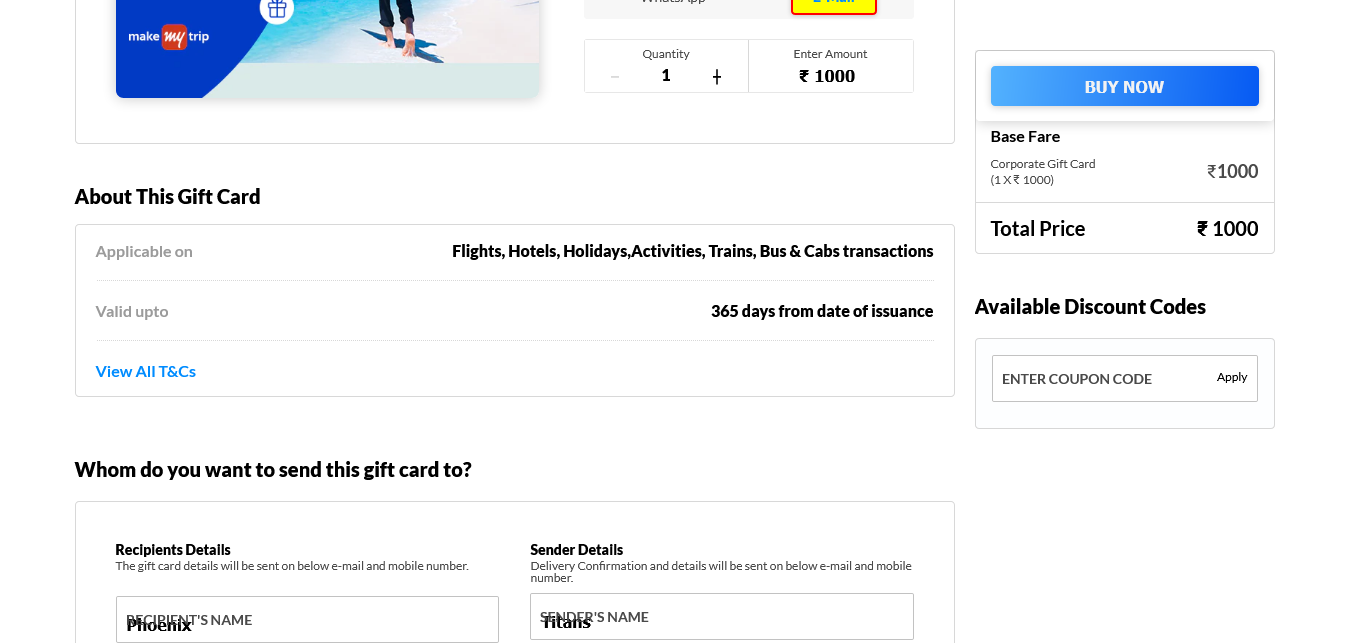 make my trip
WhatsApp
E-Mail
Quantity
1
Enter Amount
₹ 1000
BUY NOW
Base Fare
Corporate Gift Card
(1 X ₹ 1000)
₹1000
Total Price
₹ 1000
About This Gift Card
Applicable on
Flights, Hotels, Holidays,Activities, Trains, Bus & Cabs transactions
Valid upto
365 days from date of issuance
View All T&Cs
Available Discount Codes
ENTER COUPON CODE
Apply
Whom do you want to send this gift card to?
Recipients Details
The gift card details will be sent on below e-mail and mobile number.
RECIPIENT'S NAME
Phoenix
Sender Details
Delivery Confirmation and details will be sent on below e-mail and mobile
number.
SENDER'S NAME
Titans